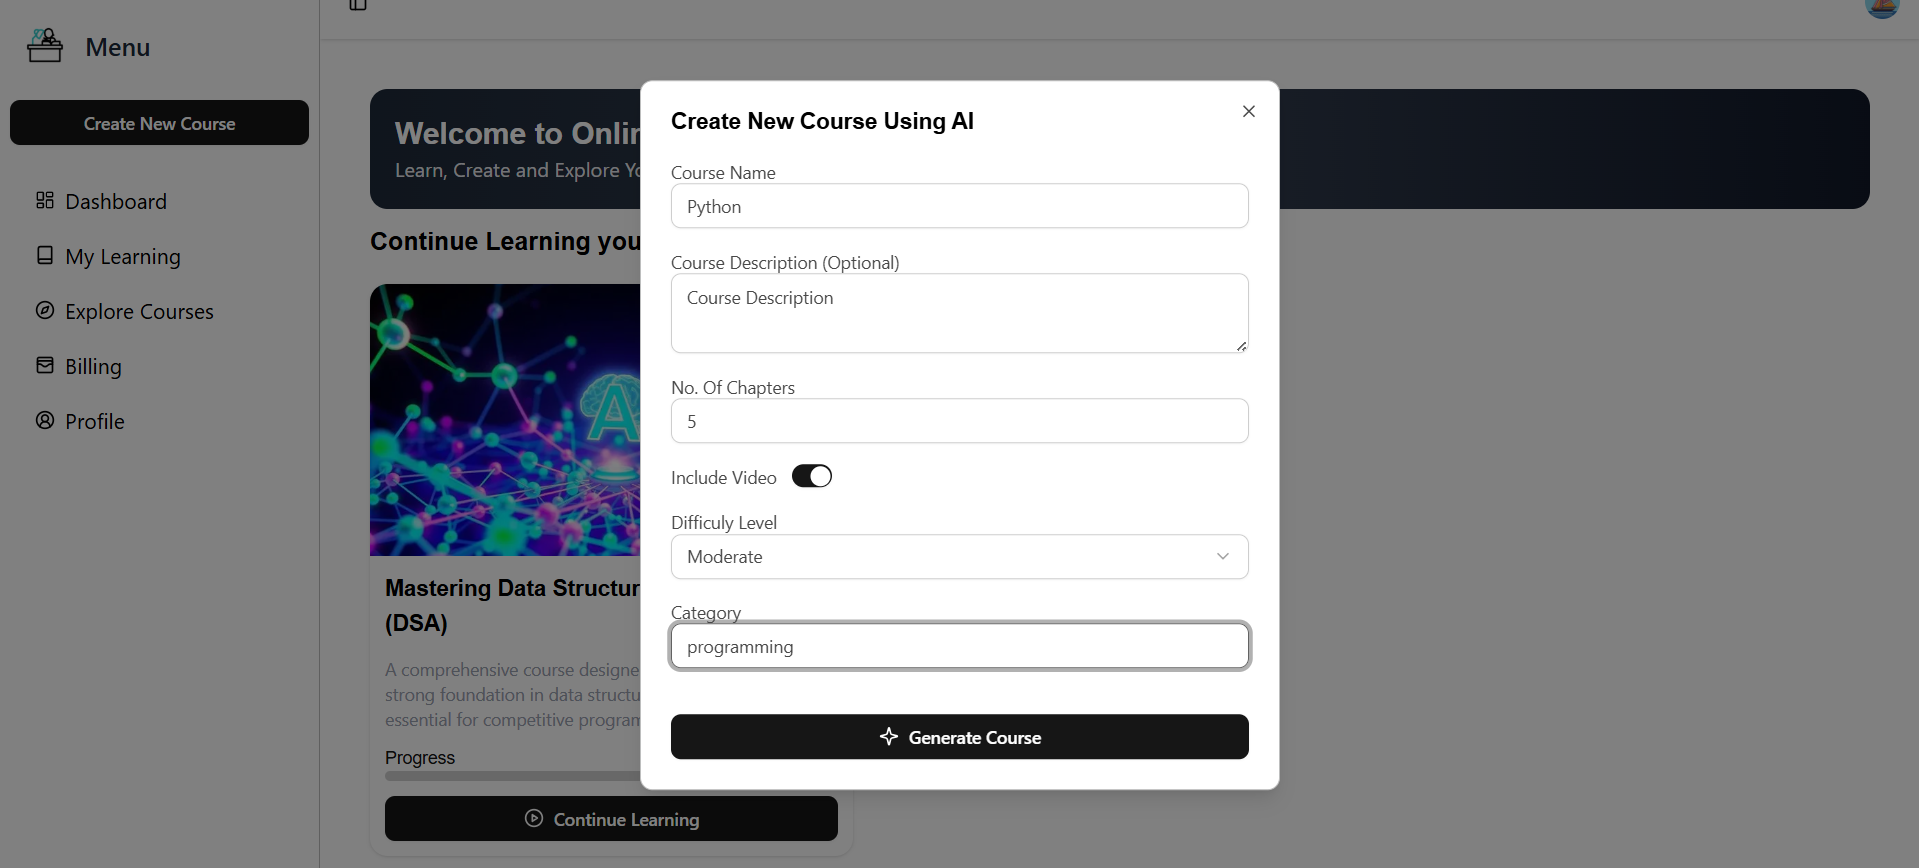 Menu
Create New Course
Dashboard
My Learning
Explore Courses
Billing
Profile
Welcome to Onlin
Learn, Create and Explore Yo
Continue Learning you
AI
Mastering Data Structur
(DSA)
A comprehensive course designe
strong foundation in data structu
essential for competitive program
Progress
Continue Learning
Create New Course Using AI
Course Name
Python
Course Description (Optional)
Course Description
No. Of Chapters
5
Include Video
Difficuly Level
Moderate
Category
programming
Generate Course